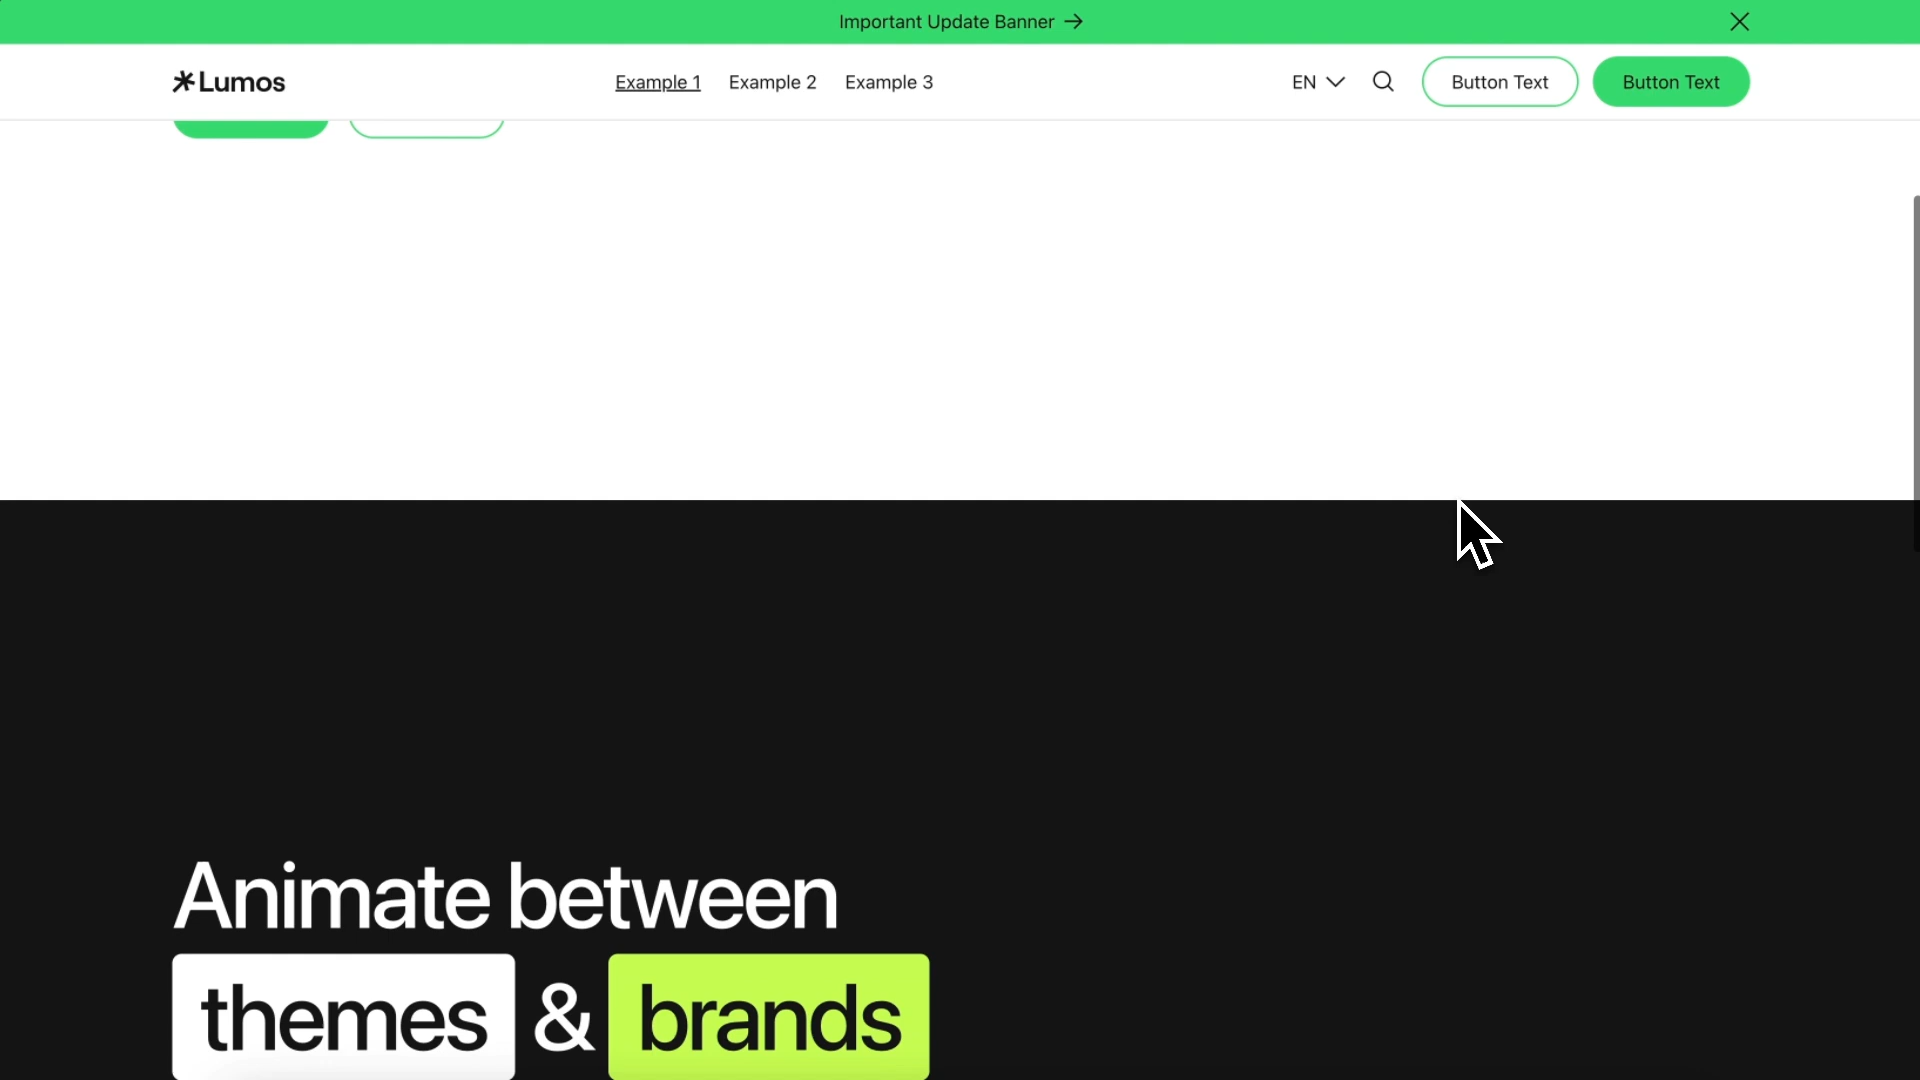 Important Update Banner →
Lumos
Example 1
Example 2
Example 3
EN
Button Text
Button Text
Animate between
themes & brands